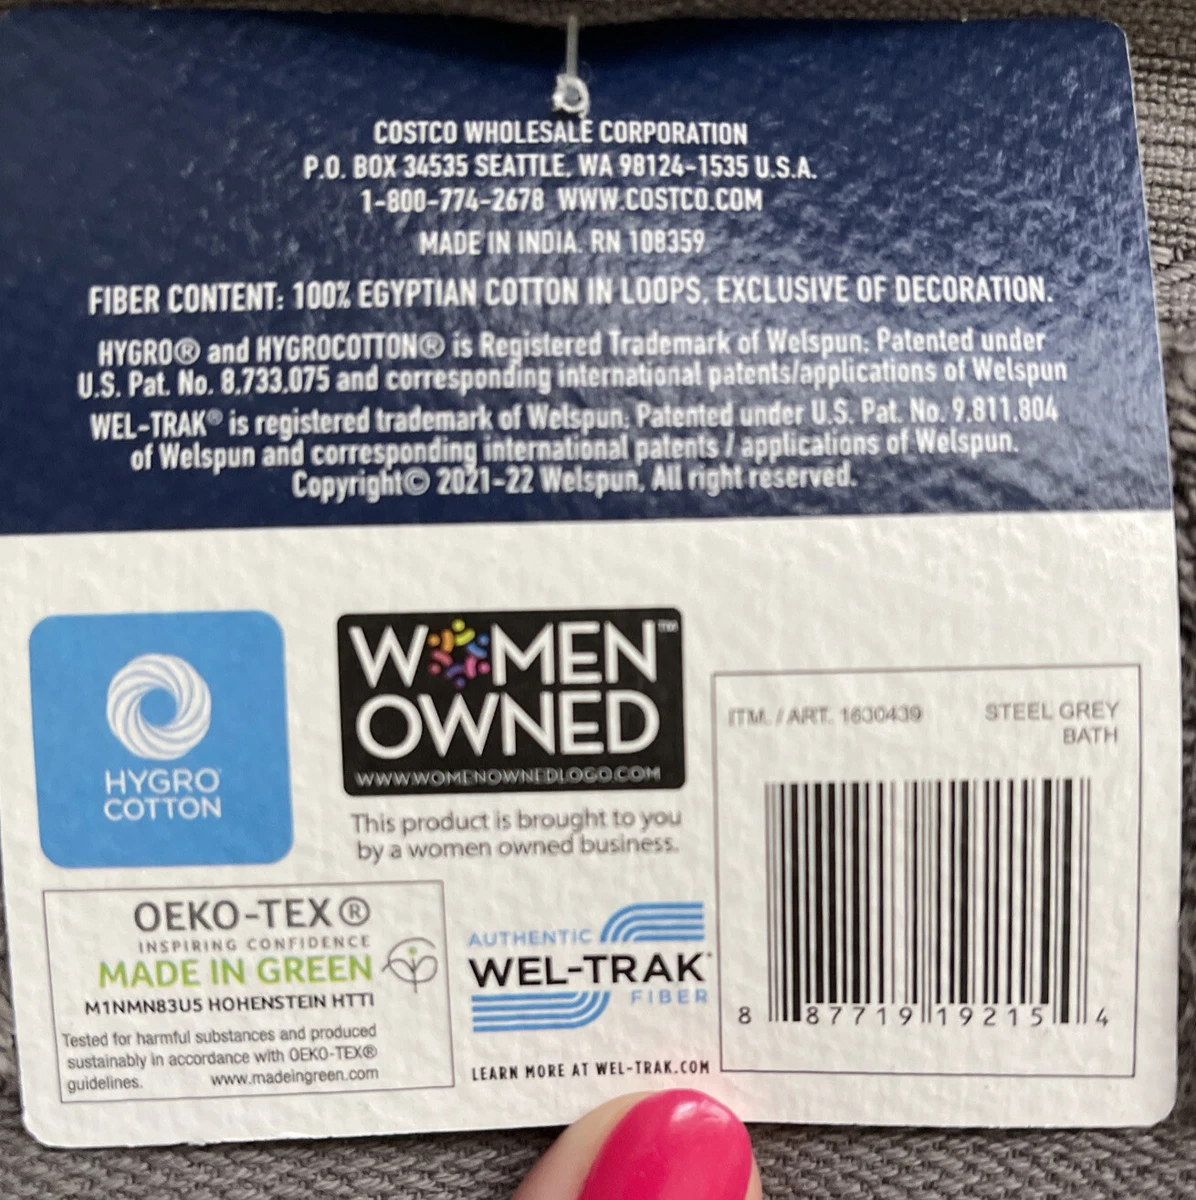 COSTCO WHOLESALE CORPORATION
P.O. BOX 34535 SEATTLE, WA 98124-1535 U.S.A.
1-800-774-2678 WWW.COSTCO.COM
MADE IN INDIA. RN 108359
FIBER CONTENT: 100% EGYPTIAN COTTON IN LOOPS. EXCLUSIVE OF DECORATION.
HYGRO® and HYGROCOTTON® is Registered Trademark of Welspun; Patented under
U.S. Pat. No. 8,733,075 and corresponding international patents/applications of Welspun
WEL-TRAK® is registered trademark of Welspun; Patented under U.S. Pat. No. 9,811,804
of Welspun and corresponding international patents / applications of Welspun.
Copyright© 2021-22 Welspun. All right reserved.
HYGRO
COTTON
WOMEN™
OWNED
WWW.WOMENOWNEDLOGO.COM
This product is brought to you
by a women owned business.
ITM. / ART. 1630439
STEEL GREY
BATH
8 87719 19215 4
OEKO-TEX®
INSPIRING CONFIDENCE
MADE IN GREEN
M1NMN83U5 HOHENSTEIN HTTI
Tested for harmful substances and produced
sustainably in accordance with OEKO-TEX®
guidelines. www.madeingreen.com
AUTHENTIC
WEL-TRAK
FIBER
LEARN MORE AT WEL-TRAK.COM